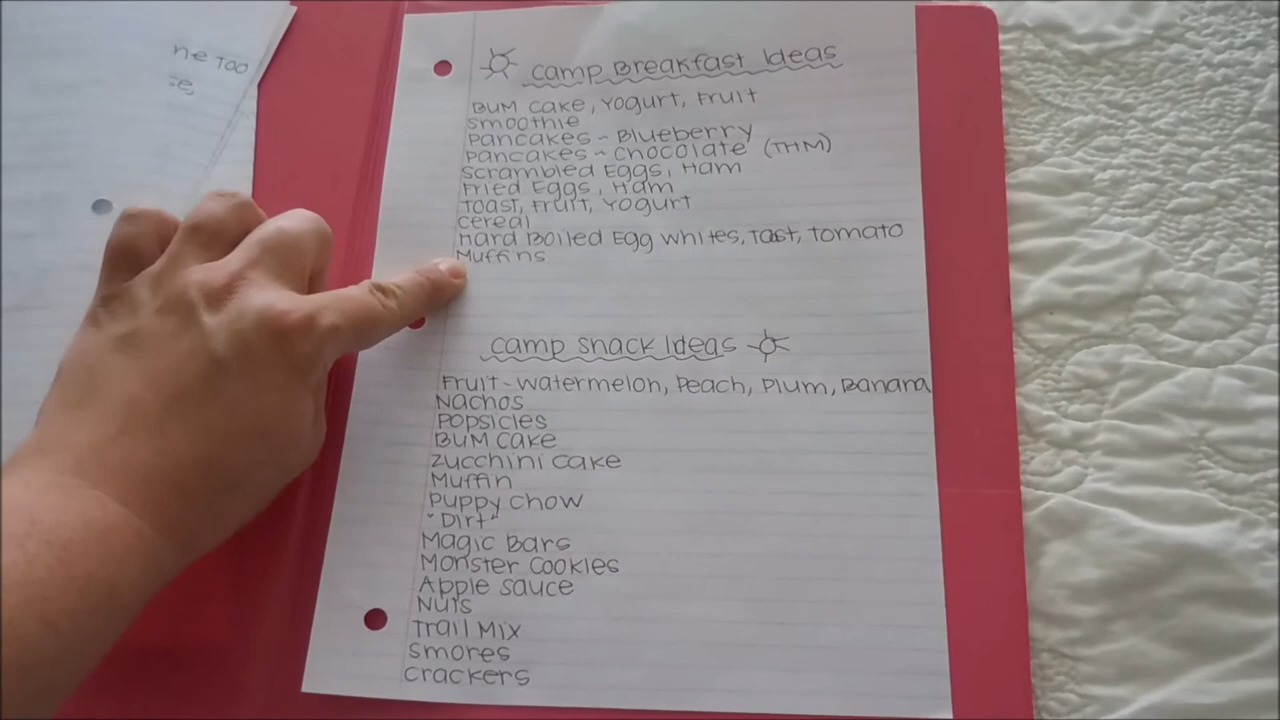 ne Too
camp Breakfast Ideas
BUM cake, Yogurt, Fruit
smoothie
pancakes - Blueberry
pancakes - chocolate (THM)
scrambled Eggs, Ham
Fried Eggs, Ham
Toast, Fruit, Yogurt
cereal
Hard Boiled Egg whites, Tast, Tomato
Muffins
camp snack Ideas
Fruit - watermelon, Peach, Plum, Banana
Nachos
Popsicles
BUM cake
Zucchini cake
Muffin
Puppy chow
"Dirt"
Magic Bars
Monster Cookies
Apple sauce
Nuts
Trail Mix
smores
crackers